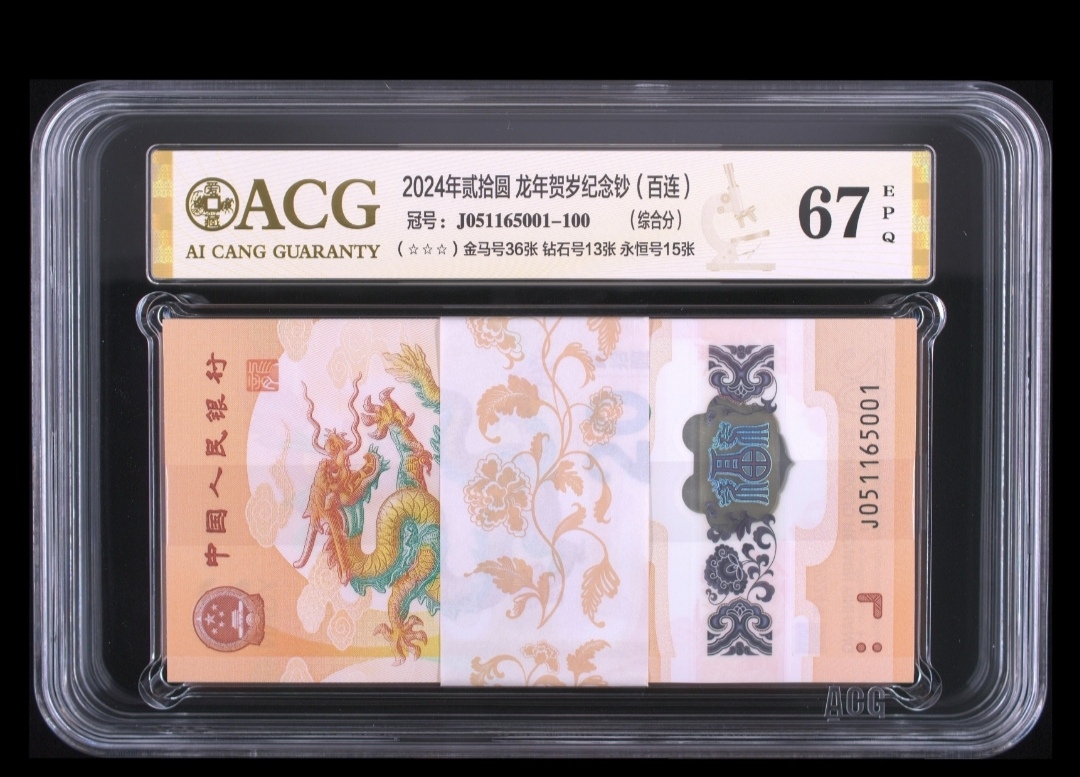 ACG
AI CANG GUARANTY
2024年贰拾圆 龙年贺岁纪念钞(百连)
冠号:J051165001-100 (综合分)
(☆☆☆)金马号36张 钻石号13张 永恒号15张
67
EPQ
中国人民银行
福
J051165001
ACG